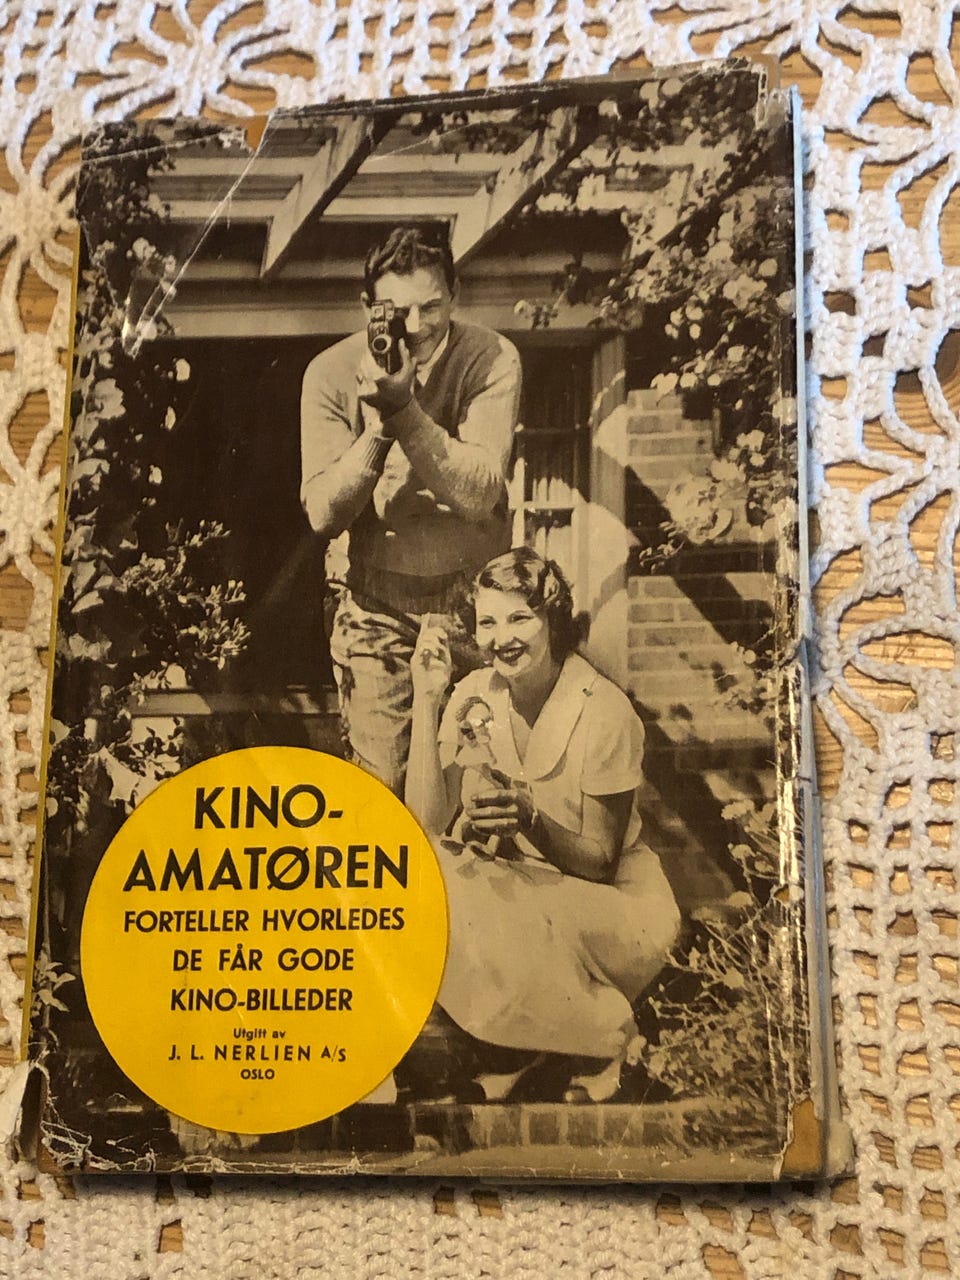 KINO-
AMATØREN
FORTELLER HVORLEDES
DE FÅR GODE
KINO-BILLEDER
Utgitt av
J. L. NERLIEN A/S
OSLO